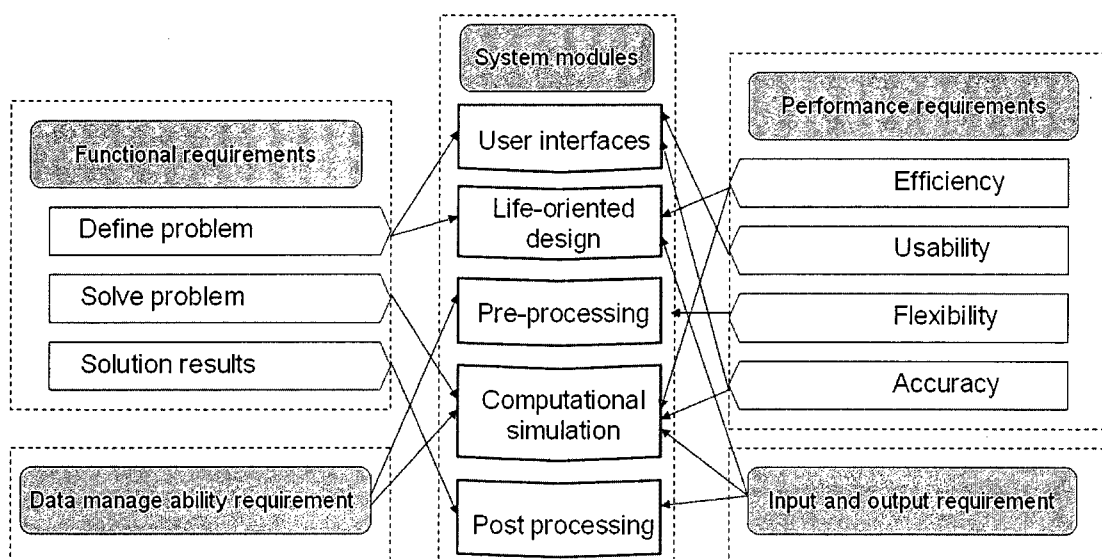 System modules
User interfaces
Life-oriented
design
Pre-processing
Computational
simulation
Post processing
Functional requirements
Define problem
Solve problem
Solution results
Data manage ability requirement
Performance requirements
Efficiency
Usability
Flexibility
Accuracy
Input and output requirement